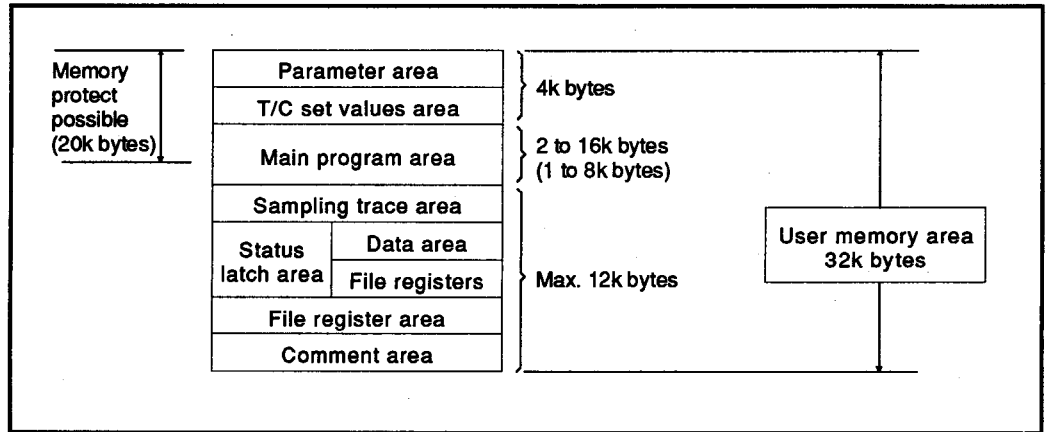 Memory
protect
possible
(20k bytes)
Parameter area
T/C set values area
Main program area
Sampling trace area
Status
latch area
Data area
File registers
File register area
Comment area
4k bytes
2 to 16k bytes
(1 to 8k bytes)
Max. 12k bytes
User memory area
32k bytes